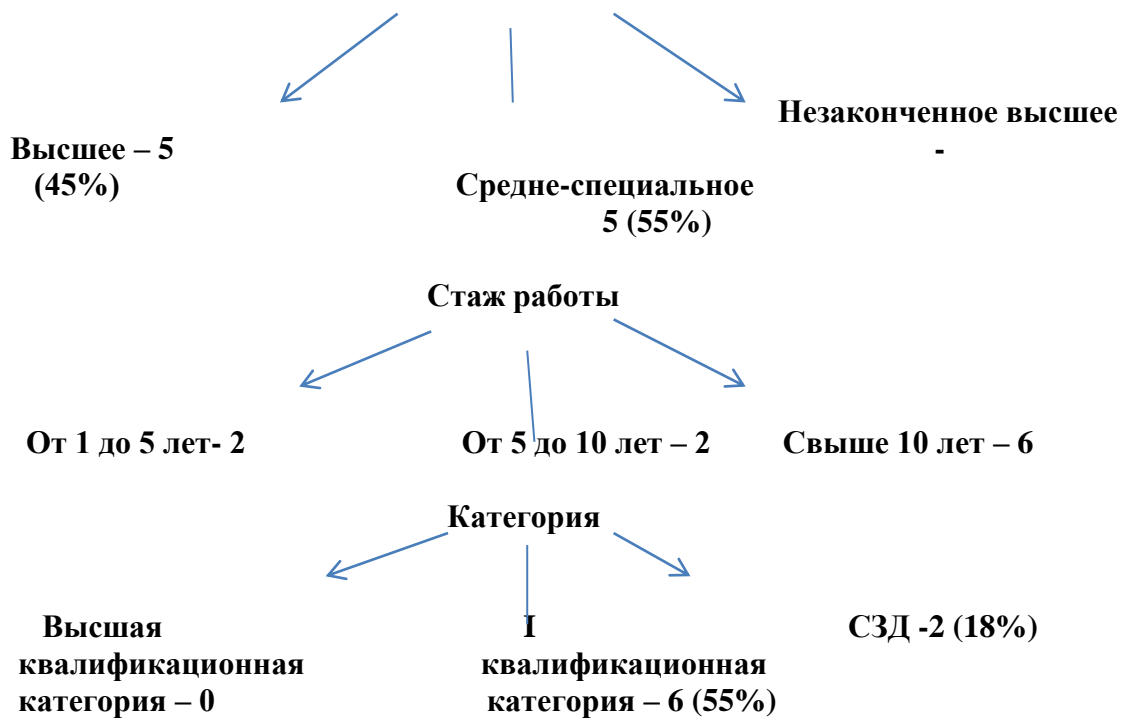 Незаконченное высшее
-
Высшее – 5
(45%)
Средне-специальное
5 (55%)
Стаж работы
От 1 до 5 лет- 2
От 5 до 10 лет – 2
Свыше 10 лет – 6
Категория
Высшая
квалификационная
категория – 0
I
квалификационная
категория – 6 (55%)
СЗД -2 (18%)